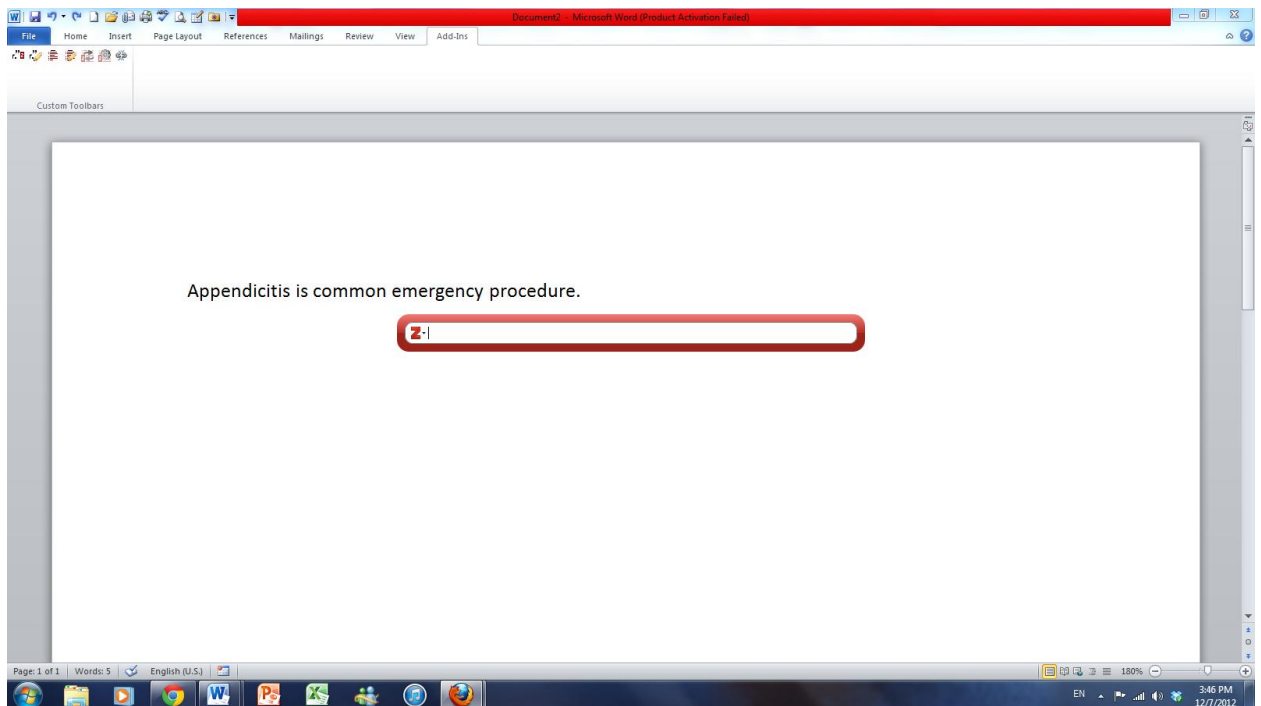 Document2 - Microsoft Word (Product Activation Failed)
File Home Insert Page Layout References Mailings Review View Add-Ins
Custom Toolbars
Appendicitis is common emergency procedure.
Z
Page: 1 of 1 Words: 5 English (U.S.) 180%
EN 3:46 PM
12/7/2012